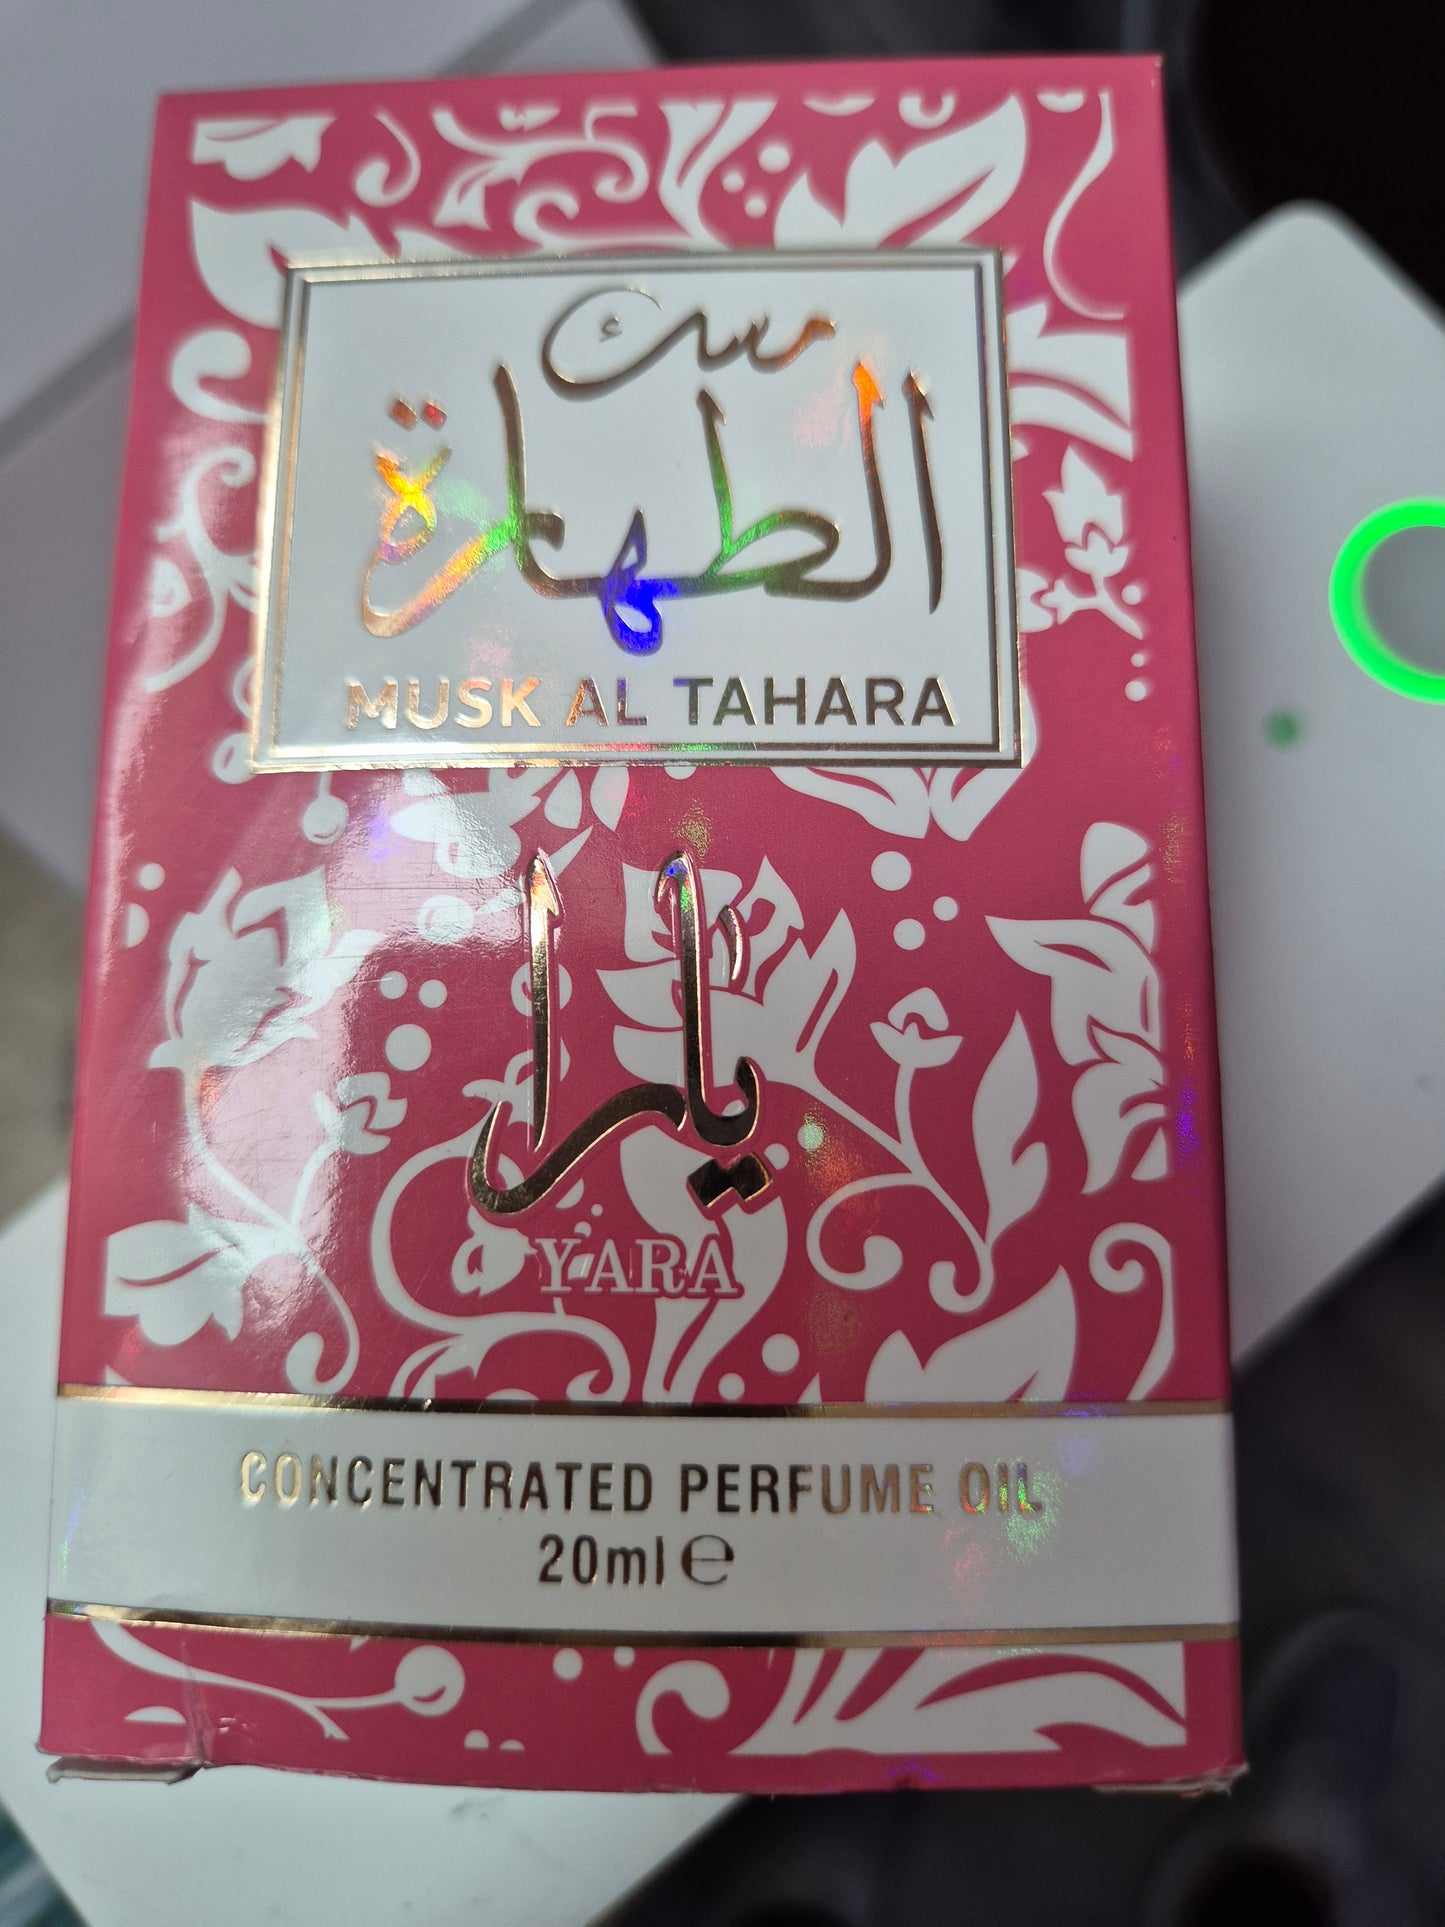 مسك
الطهارة
MUSK AL TAHARA
يارا
YARA
CONCENTRATED PERFUME OIL
20ml ℮